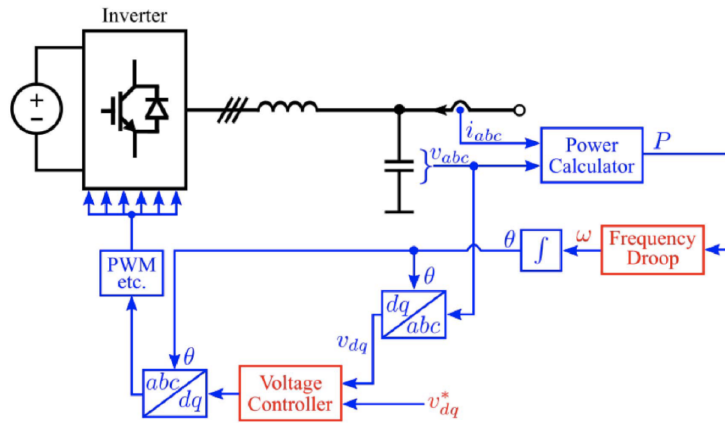 Inverter
+
−
i_abc
v_abc
Power
Calculator
P
PWM
etc.
θ
∫
ω
Frequency
Droop
θ
dq
abc
v_dq
θ
abc
dq
Voltage
Controller
v*_dq